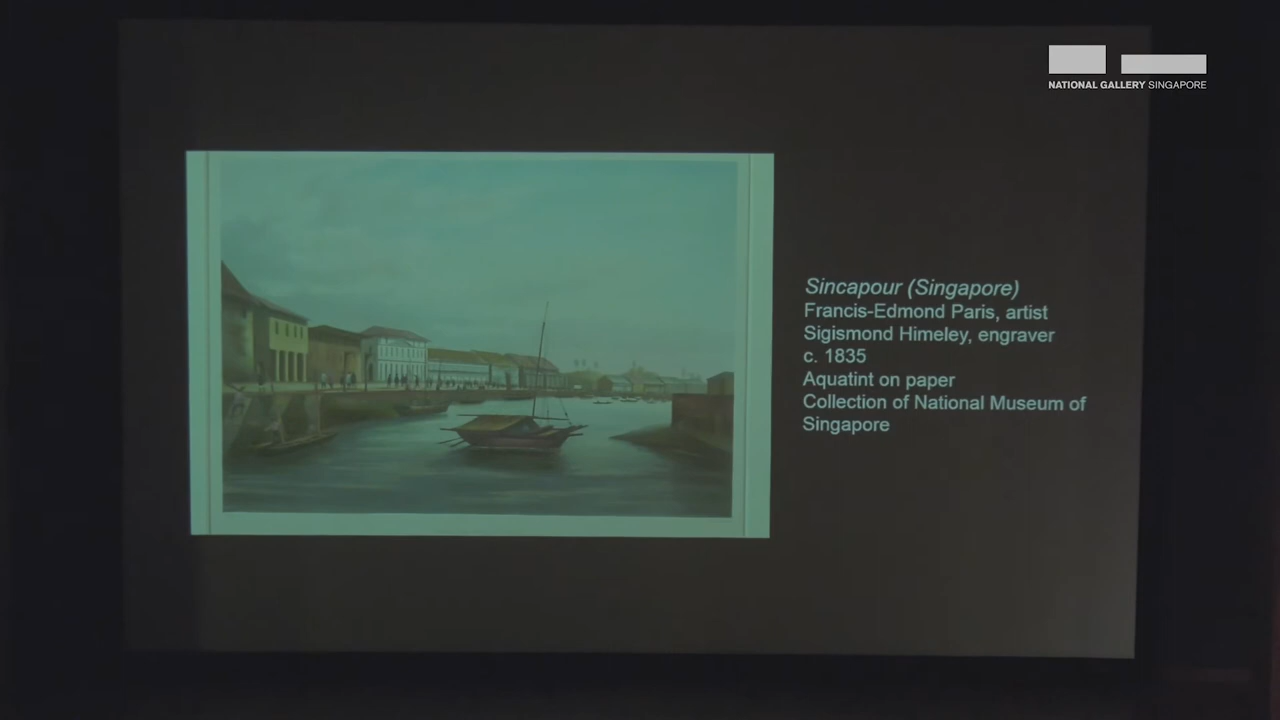 NATIONAL GALLERY SINGAPORE
Sincapour (Singapore)
Francis-Edmond Paris, artist
Sigismond Himeley, engraver
c. 1835
Aquatint on paper
Collection of National Museum of
Singapore